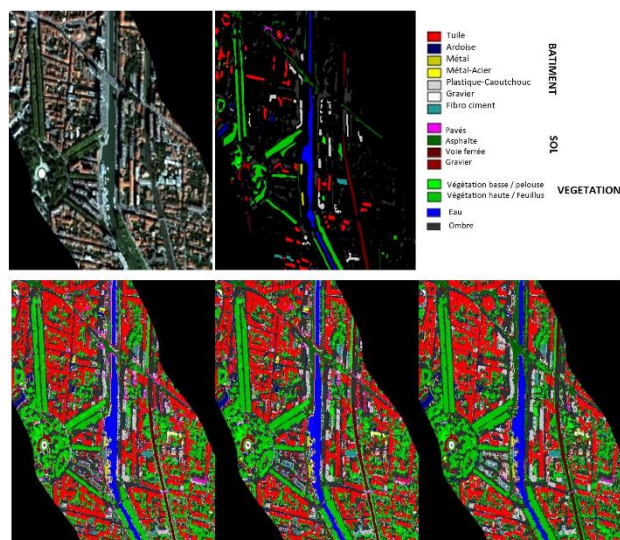 Tuile
Ardoise
Métal
Métal-Acier
Plastique-Caoutchouc
Gravier
Fibro ciment
BATIMENT
Pavés
Asphalte
Voie ferrée
Gravier
SOL
Végétation basse / pelouse
Végétation haute / Feuillus
VEGETATION
Eau
Ombre